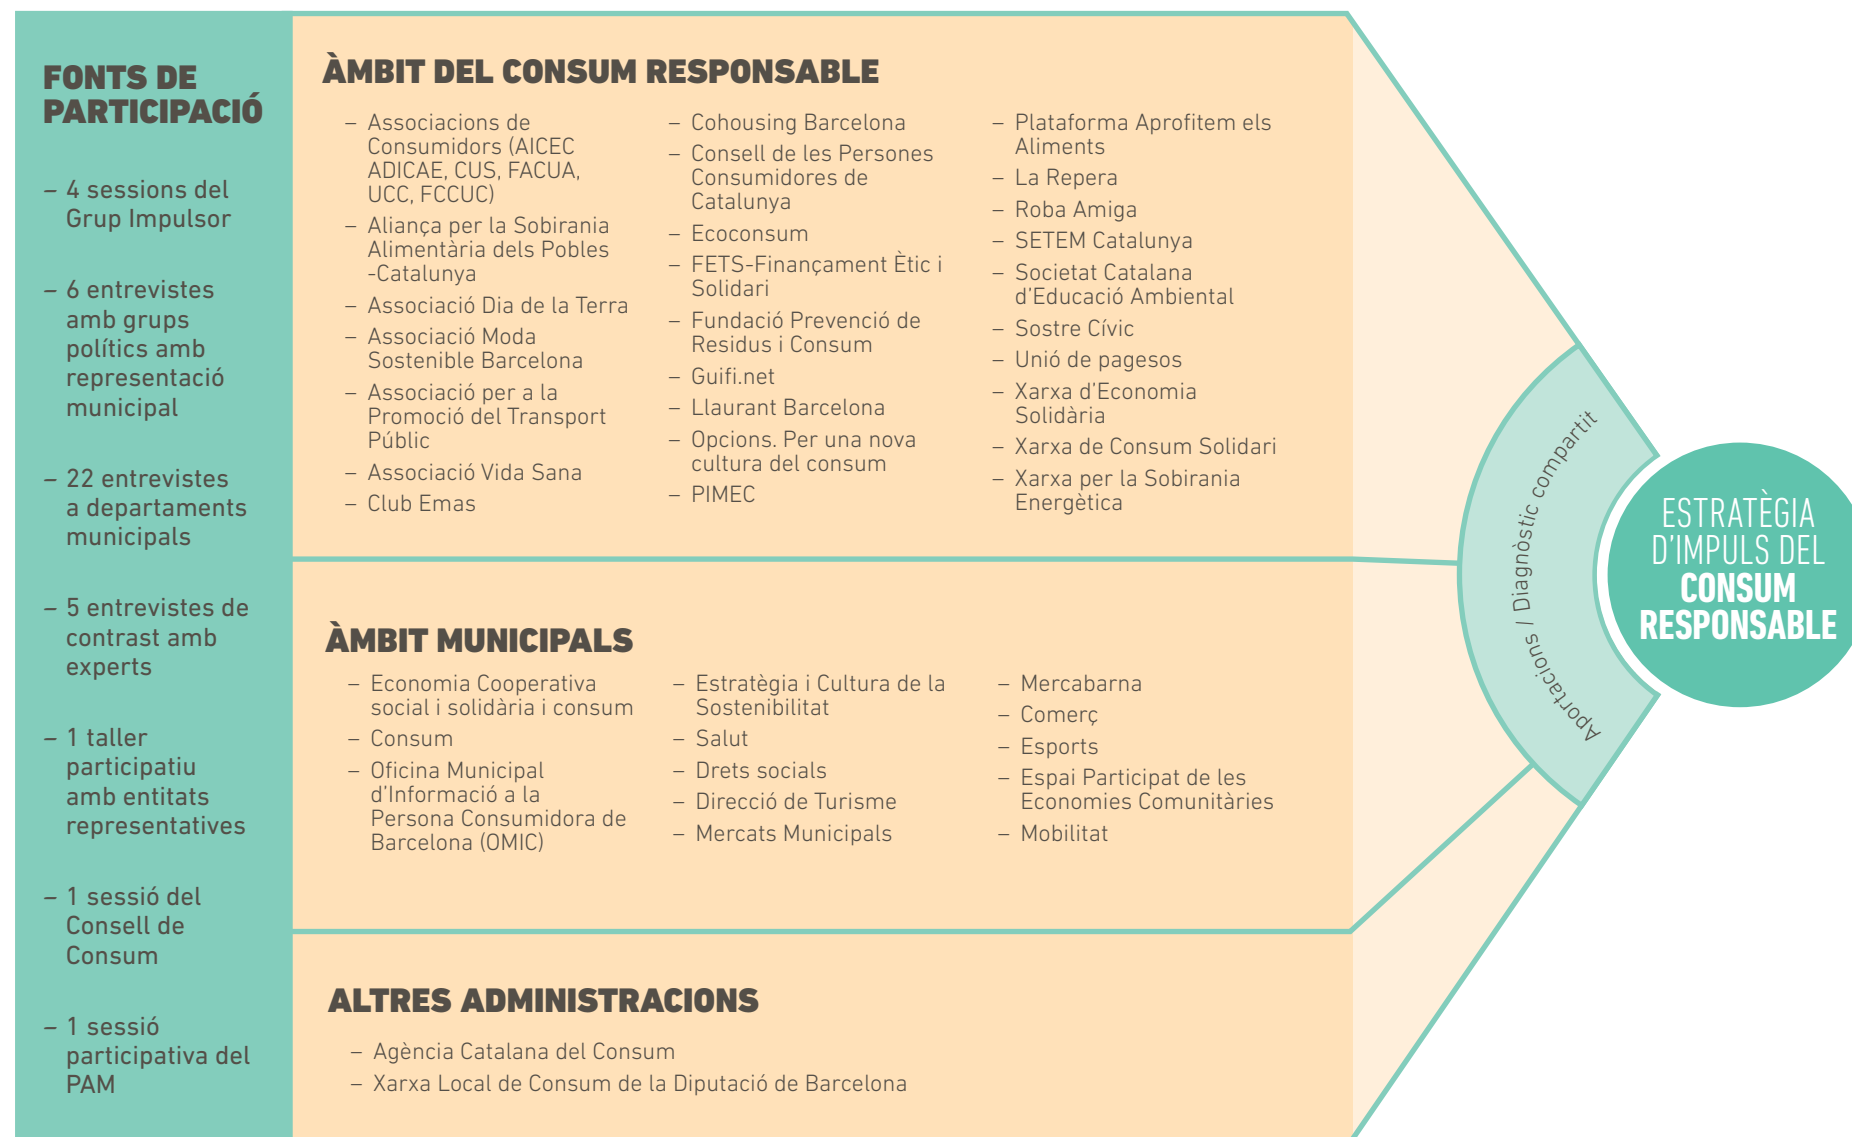 FONTS DE
PARTICIPACIÓ
– 4 sessions del
Grup Impulsor
– 6 entrevistes
amb grups
polítics amb
representació
municipal
– 22 entrevistes
a departaments
municipals
– 5 entrevistes de
contrast amb
experts
– 1 taller
participatiu
amb entitats
representatives
– 1 sessió del
Consell de
Consum
– 1 sessió
participativa del
PAM
ÀMBIT DEL CONSUM RESPONSABLE
– Associacions de
Consumidors (AICEC
ADICAE, CUS, FACUA,
UCC, FCCUC)
– Aliança per la Sobirania
Alimentària dels Pobles
-Catalunya
– Associació Dia de la Terra
– Associació Moda
Sostenible Barcelona
– Associació per a la
Promoció del Transport
Públic
– Associació Vida Sana
– Club Emas
– Cohousing Barcelona
– Consell de les Persones
Consumidores de
Catalunya
– Ecoconsum
– FETS-Finançament Ètic i
Solidari
– Fundació Prevenció de
Residus i Consum
– Guifi.net
– Llaurant Barcelona
– Opcions. Per una nova
cultura del consum
– PIMEC
– Plataforma Aprofitem els
Aliments
– La Repera
– Roba Amiga
– SETEM Catalunya
– Societat Catalana
d'Educació Ambiental
– Sostre Cívic
– Unió de pagesos
– Xarxa d'Economia
Solidària
– Xarxa de Consum Solidari
– Xarxa per la Sobirania
Energètica
ÀMBIT MUNICIPALS
– Economia Cooperativa
social i solidària i consum
– Consum
– Oficina Municipal
d'Informació a la
Persona Consumidora de
Barcelona (OMIC)
– Estratègia i Cultura de la
Sostenibilitat
– Salut
– Drets socials
– Direcció de Turisme
– Mercats Municipals
– Mercabarna
– Comerç
– Esports
– Espai Participat de les
Economies Comunitàries
– Mobilitat
ALTRES ADMINISTRACIONS
– Agència Catalana del Consum
– Xarxa Local de Consum de la Diputació de Barcelona
Aportacions / Diagnòstic compartit
ESTRATÈGIA
D'IMPULS DEL
CONSUM
RESPONSABLE